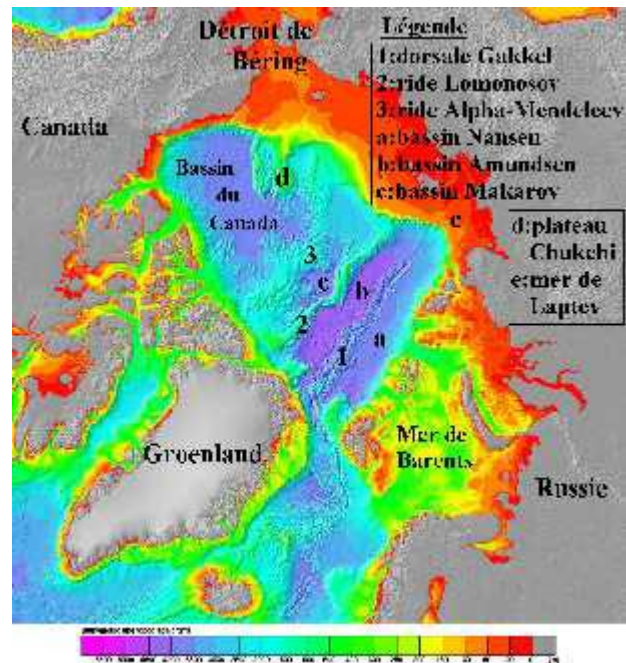 Détroit de
Béring
Légende
1:dorsale Gakkel
2:ride Lomonosov
3:ride Alpha-Mendeleev
a:bassin Nansen
b:bassin Amundsen
c:bassin Makarov
Canada
Bassin
du
Canada
d
e
d:plateau
Chukchi
e:mer de
Laptev
3
c
b
2
1
a
Groenland
Mer de
Barents
Russie